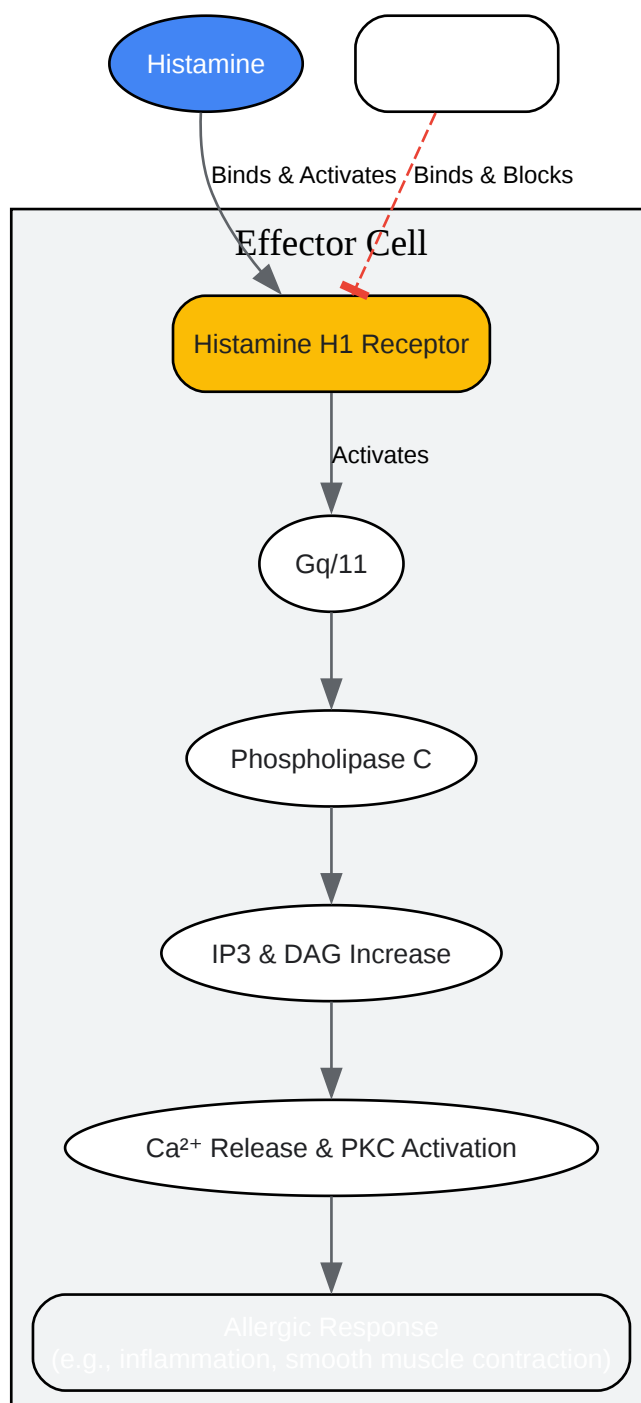 Histamine
Binds & Activates
Binds & Blocks
Effector Cell
Histamine H1 Receptor
Activates
Gq/11
Phospholipase C
IP3 & DAG Increase
Ca²⁺ Release & PKC Activation
Allergic Response
(e.g., inflammation, smooth muscle contraction)